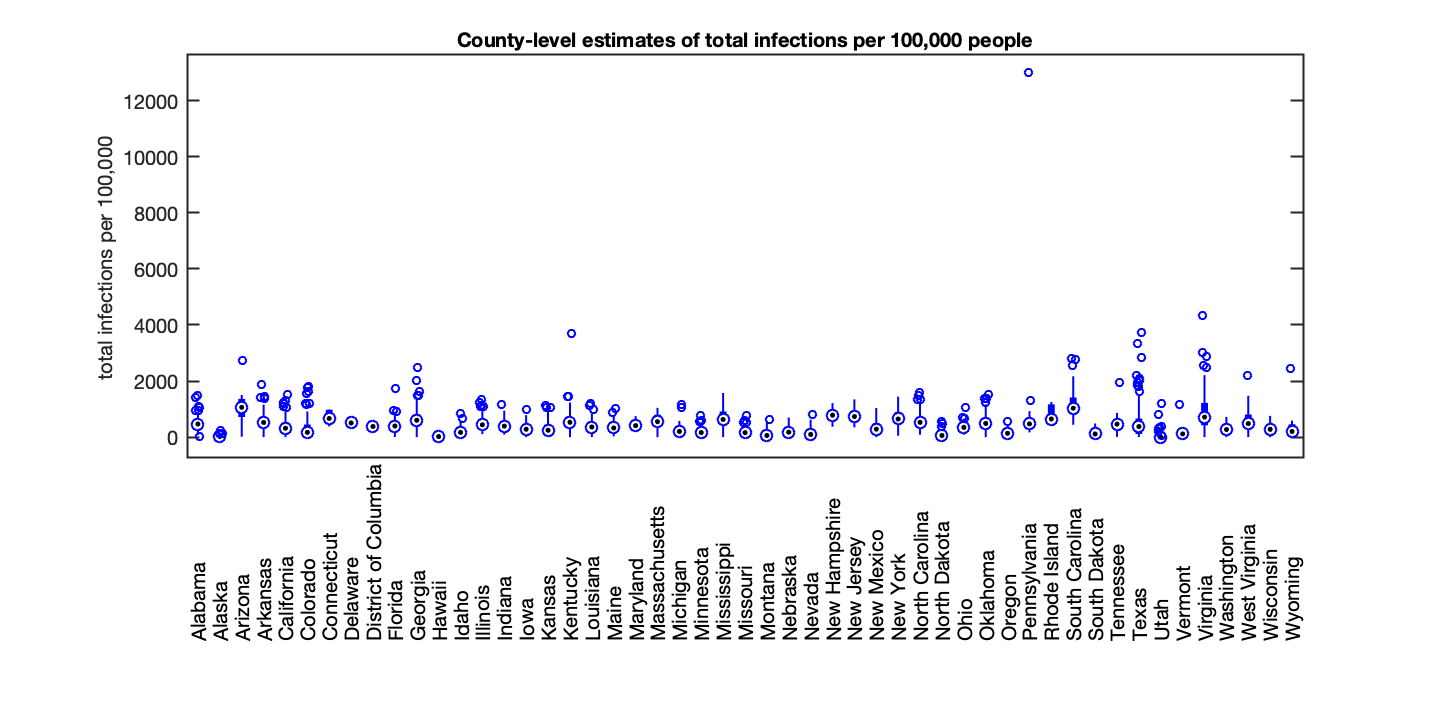 County-level estimates of total infections per 100,000 people
total infections per 100,000
12000
10000
8000
6000
4000
2000
0
Alabama
Alaska
Arizona
Arkansas
California
Colorado
Connecticut
Delaware
District of Columbia
Florida
Georgia
Hawaii
Idaho
Illinois
Indiana
Iowa
Kansas
Kentucky
Louisiana
Maine
Maryland
Massachusetts
Michigan
Minnesota
Mississippi
Missouri
Montana
Nebraska
Nevada
New Hampshire
New Jersey
New Mexico
New York
North Carolina
North Dakota
Ohio
Oklahoma
Oregon
Pennsylvania
Rhode Island
South Carolina
South Dakota
Tennessee
Texas
Utah
Vermont
Virginia
Washington
West Virginia
Wisconsin
Wyoming